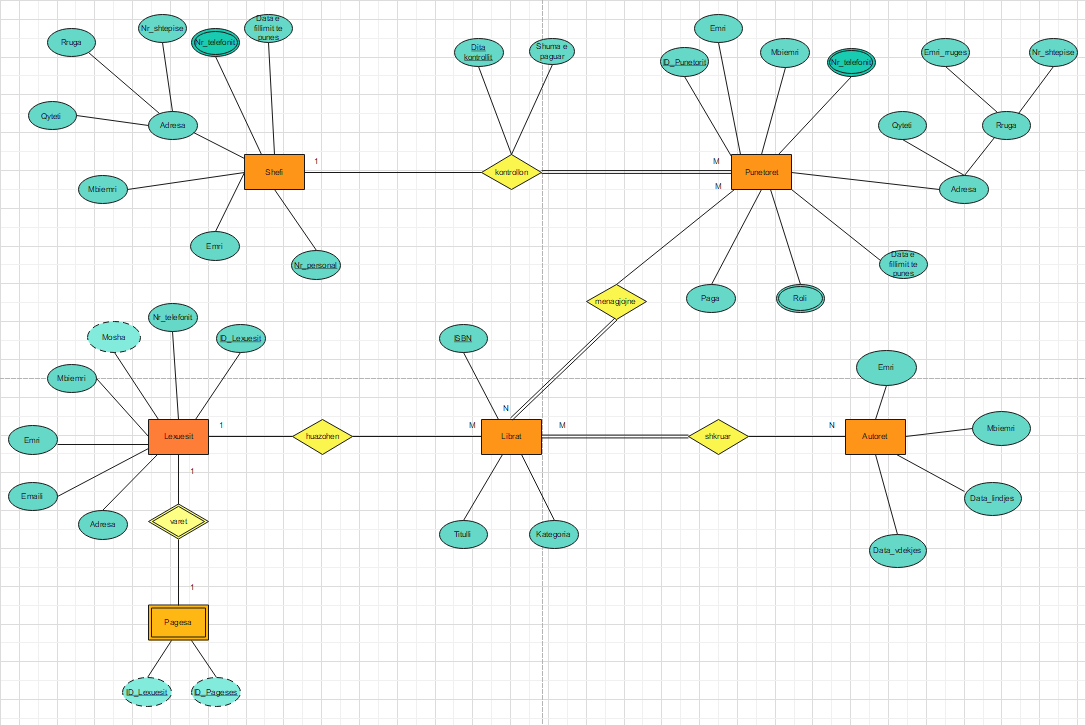 Rruga
Nr_shtepise
Nr_telefonit
Data e
fillimit te
punes
Qyteti
Adresa
Mbiemri
Shefi
Emri
Nr_personal
1
Dita
kontrollit
Shuma e
paguar
kontrollon
M
M
Emri
ID_Punetorit
Mbiemri
Nr_telefonit
Punetoret
Emri_rruges
Nr_shtepise
Qyteti
Rruga
Adresa
Data e
fillimit te
punes
Paga
Roli
menagjojne
N
Mosha
Nr_telefonit
ID_Lexuesit
Mbiemri
Emri
Lexuesit
Emaili
Adresa
1
huazohen
M
ISBN
Librat
Titulli
Kategoria
M
shkruar
N
Autoret
Emri
Mbiemri
Data_lindjes
Data_vdekjes
1
varet
1
Pagesa
ID_Lexuesit
ID_Pageses